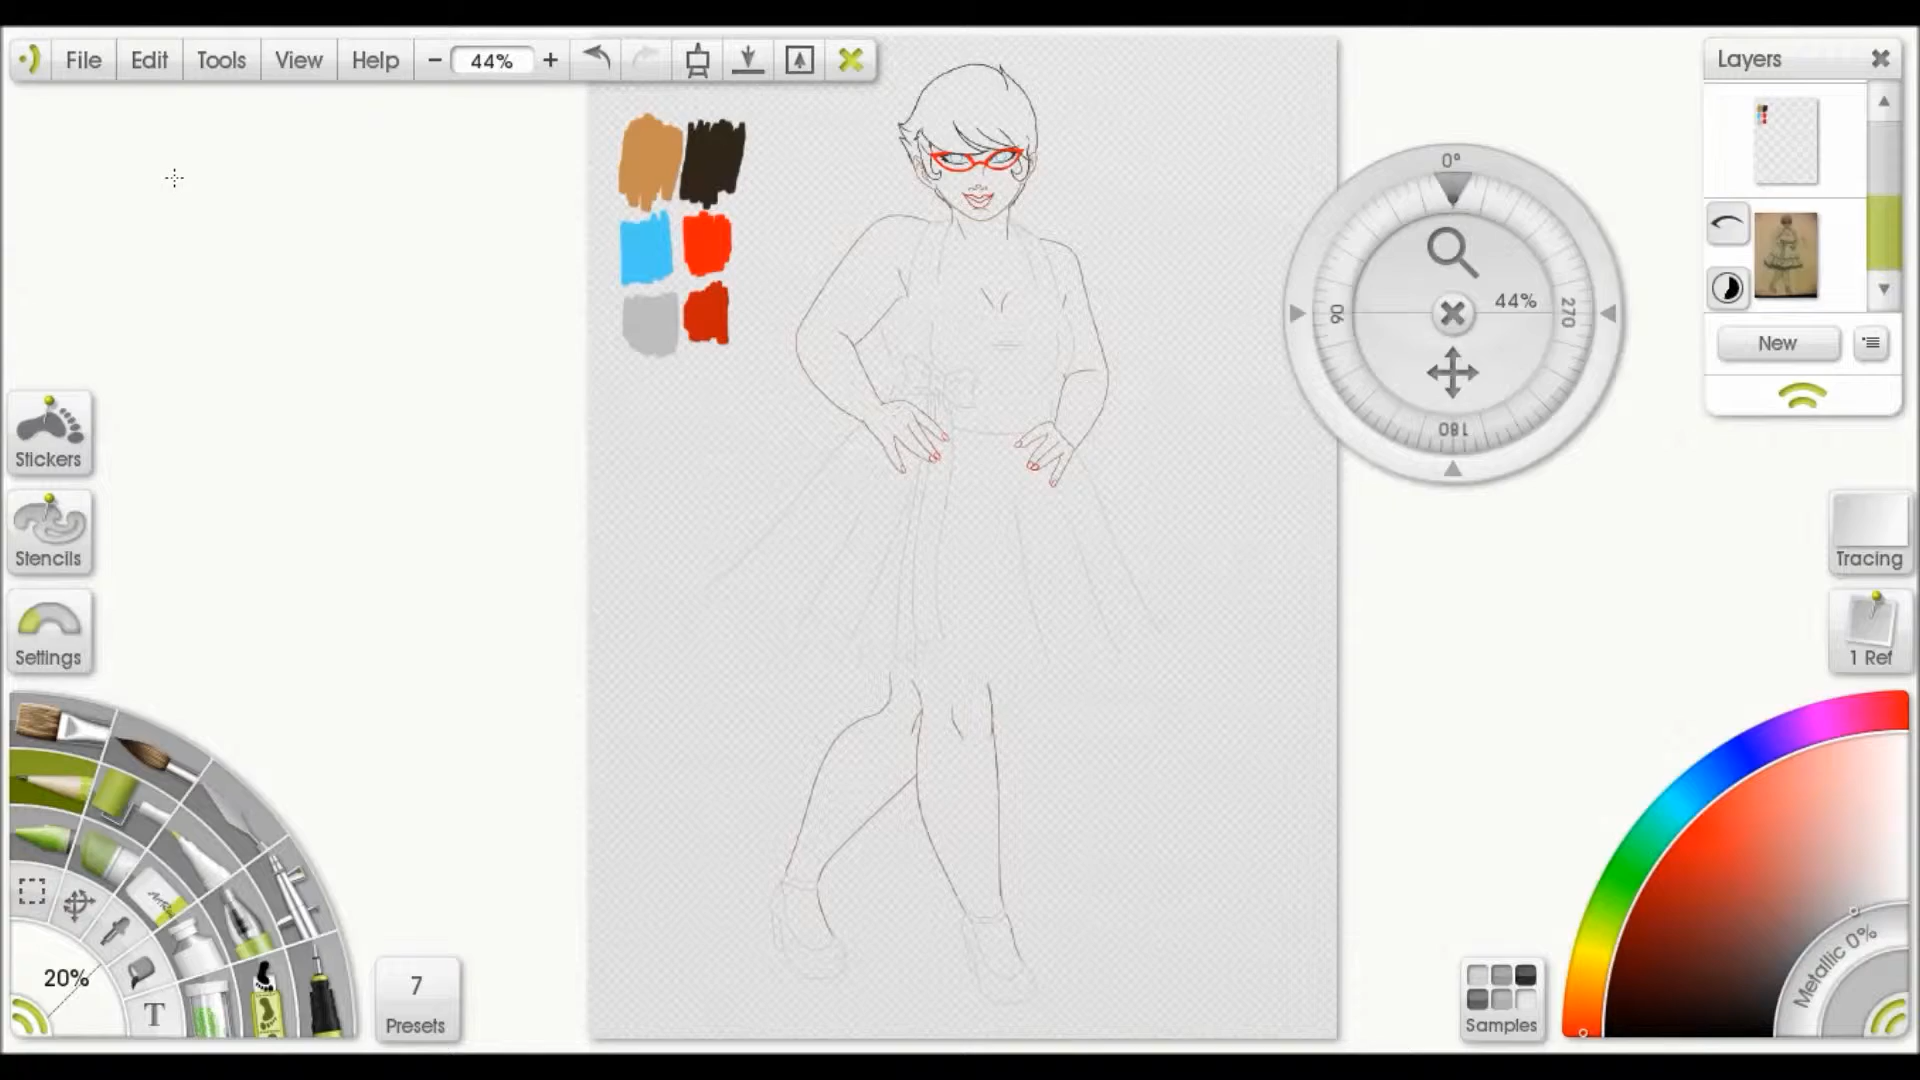 File Edit Tools View Help − 44% +
Layers
0°
44%
90
270
180
New
Stickers
Stencils
Settings
Tracing
1 Ref
20%
T
7
Presets
Samples
Metallic 0%